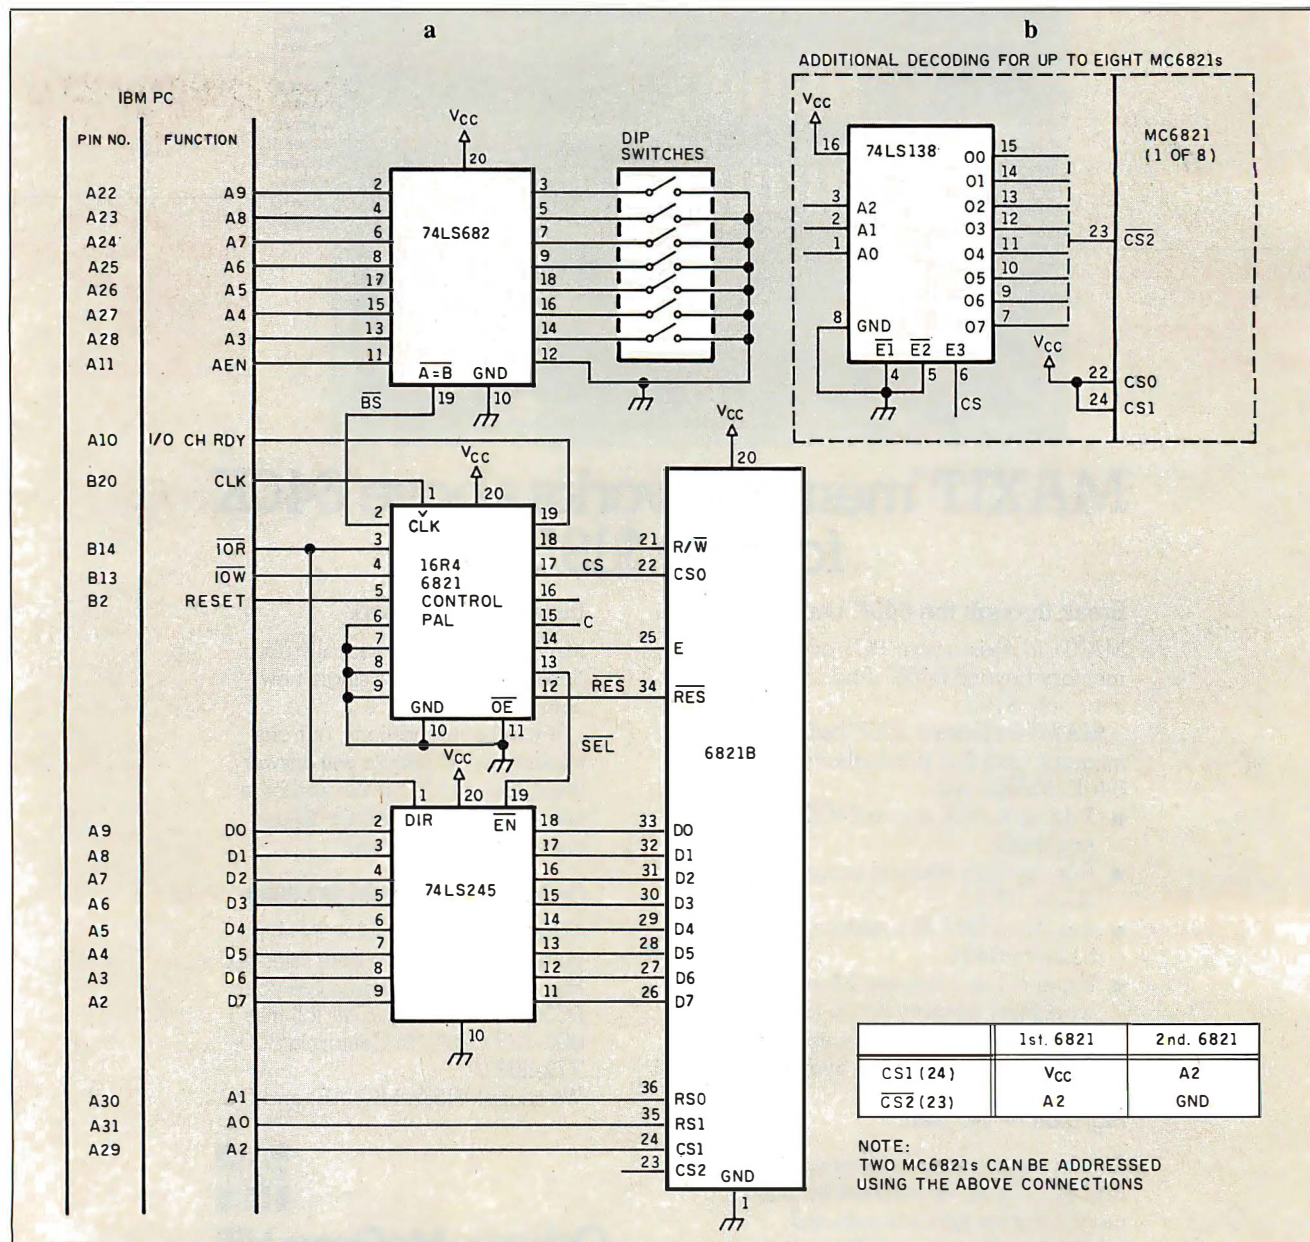 a
IBM PC
PIN NO. FUNCTION
A22 A9
A23 A8
A24 A7
A25 A6
A26 A5
A27 A4
A28 A3
A11 AEN
A10 I/O CH RDY
B20 CLK
B14 IOR
B13 IOW
B2 RESET
A9 D0
A8 D1
A7 D2
A6 D3
A5 D4
A4 D5
A3 D6
A2 D7
A30 A1
A31 A0
A29 A2
VCC
20
2 3
4 5
6 74LS682 7
8 9
17 18
15 16
13 14
11 12
A=B GND
BS 19 10
DIP
SWITCHES
VCC
1 20
2 CLK 19
3 18
4 16R4 17 CS
5 6821 16
6 CONTROL 15 C
7 PAL 14
8 13
9 12 RES
GND OE
10 11
SEL
VCC
1 20 19
DIR EN
2 18
3 17
4 16
5 74LS245 15
6 14
7 13
8 12
9 11
10
VCC
20
21 R/W
22 CS0
25 E
34 RES
6821B
33 D0
32 D1
31 D2
30 D3
29 D4
28 D5
27 D6
26 D7
36 RS0
35 RS1
24 CS1
23 CS2
GND
1
b
ADDITIONAL DECODING FOR UP TO EIGHT MC6821s
VCC
16 74LS138
3 A2
2 A1
1 A0
8 GND
E1 E2 E3
4 5 6
CS
O0 15
O1 14
O2 13
O3 12
O4 11
O5 10
O6 9
O7 7
MC6821
(1 OF 8)
23 CS2
VCC
22 CS0
24 CS1
1st. 6821 2nd. 6821
CS1 (24) VCC A2
CS2 (23) A2 GND
NOTE:
TWO MC6821s CAN BE ADDRESSED
USING THE ABOVE CONNECTIONS